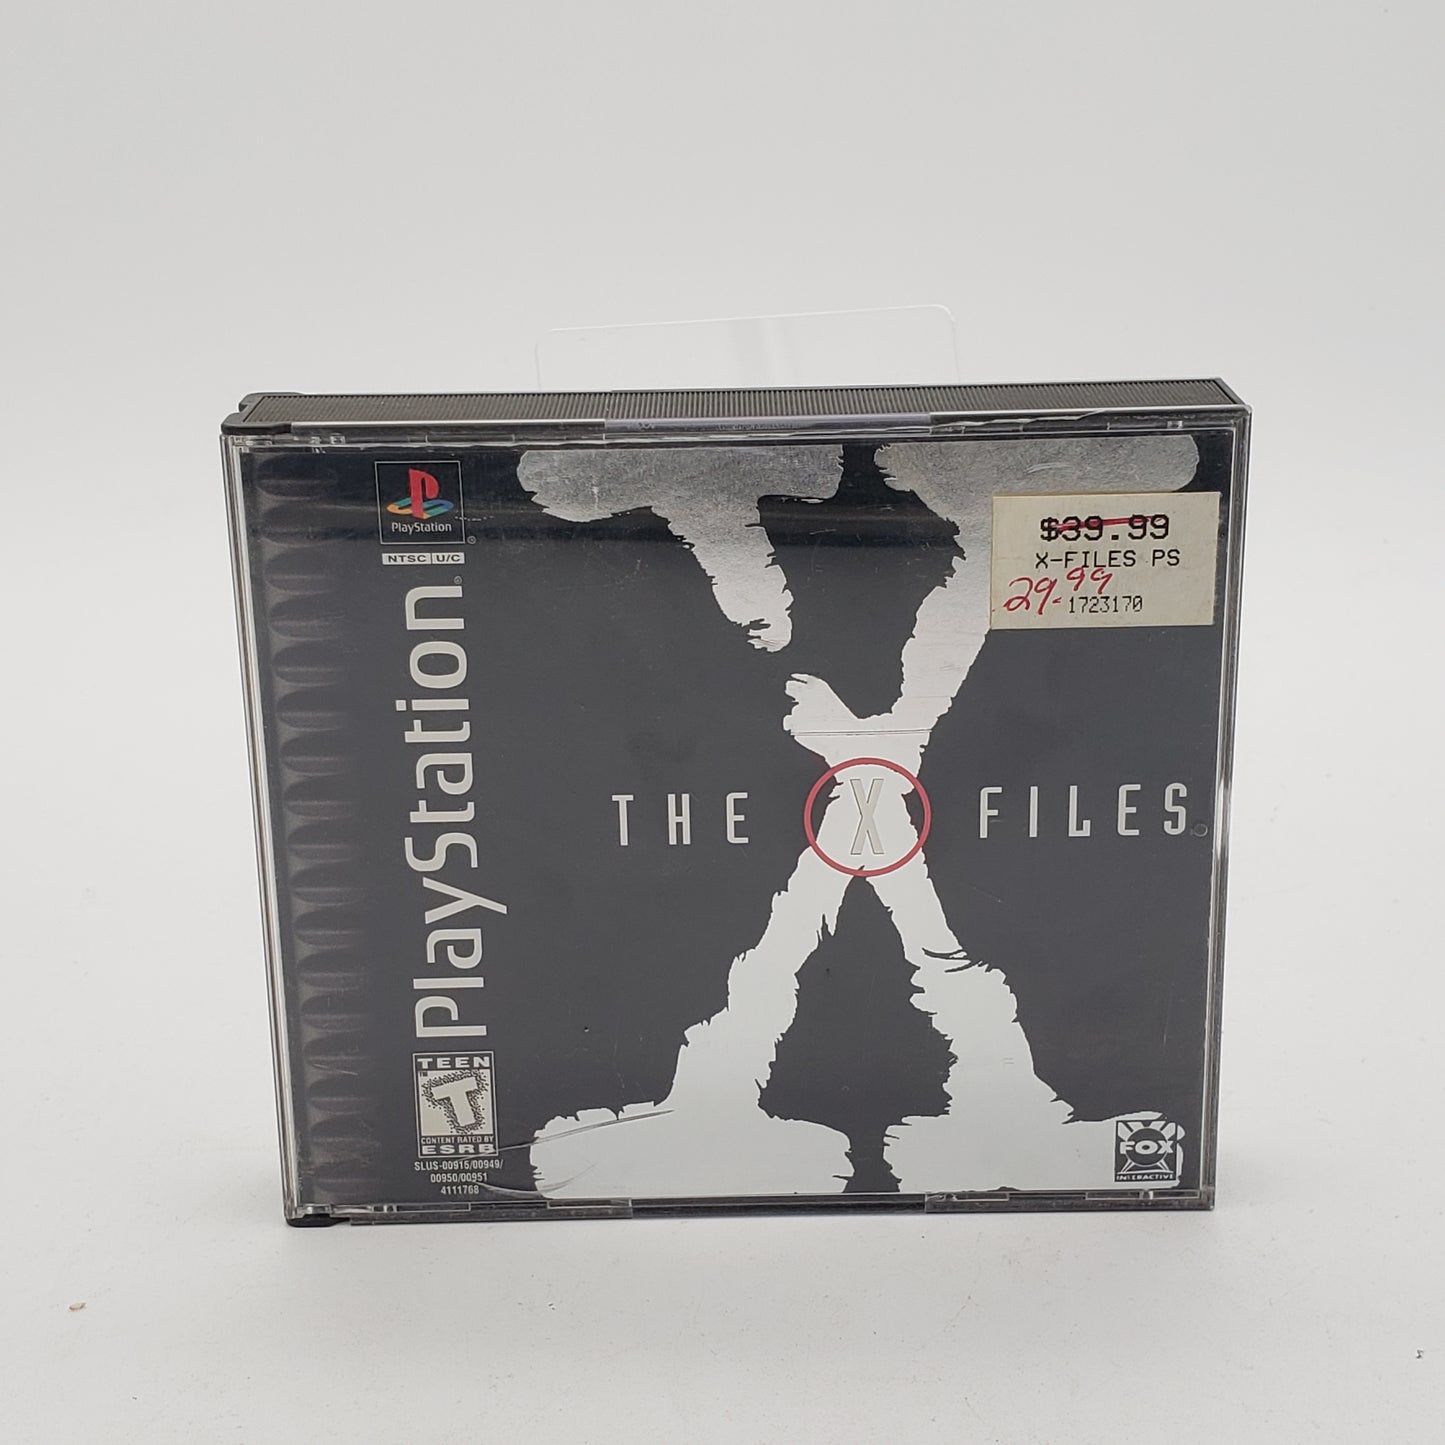 PlayStation
NTSC U/C
PlayStation
$39.99
X-FILES PS
29.99
1723170
THE X FILES
TEEN
T
CONTENT RATED BY
ESRB
SLUS-00915/00949/
00950/00951
4111768
FOX
INTERACTIVE